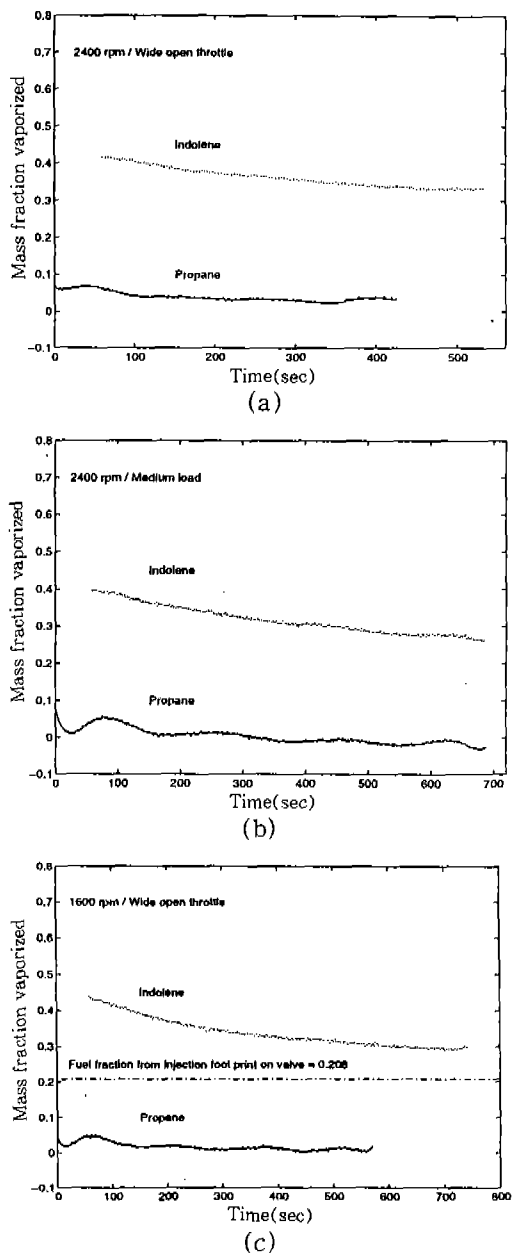 0.8
2400 rpm / Wide open throttle
0.7
0.6
0.5
Indolene
0.4
0.3
0.2
Propane
0.1
0
-0.1
0 100 200 300 400 500
Mass fraction vaporized
Time(sec)
(a)
0.8
2400 rpm / Medium load
0.7
0.6
0.5
Indolene
0.4
0.3
0.2
Propane
0.1
0
-0.1
0 100 200 300 400 500 600 700
Mass fraction vaporized
Time(sec)
(b)
0.8
1600 rpm / Wide open throttle
0.7
0.6
0.5
Indolene
0.4
0.3
Fuel fraction from injection foot print on valve = 0.208
0.2
Propane
0.1
0
-0.1
0 100 200 300 400 500 600 700 800
Mass fraction vaporized
Time(sec)
(c)